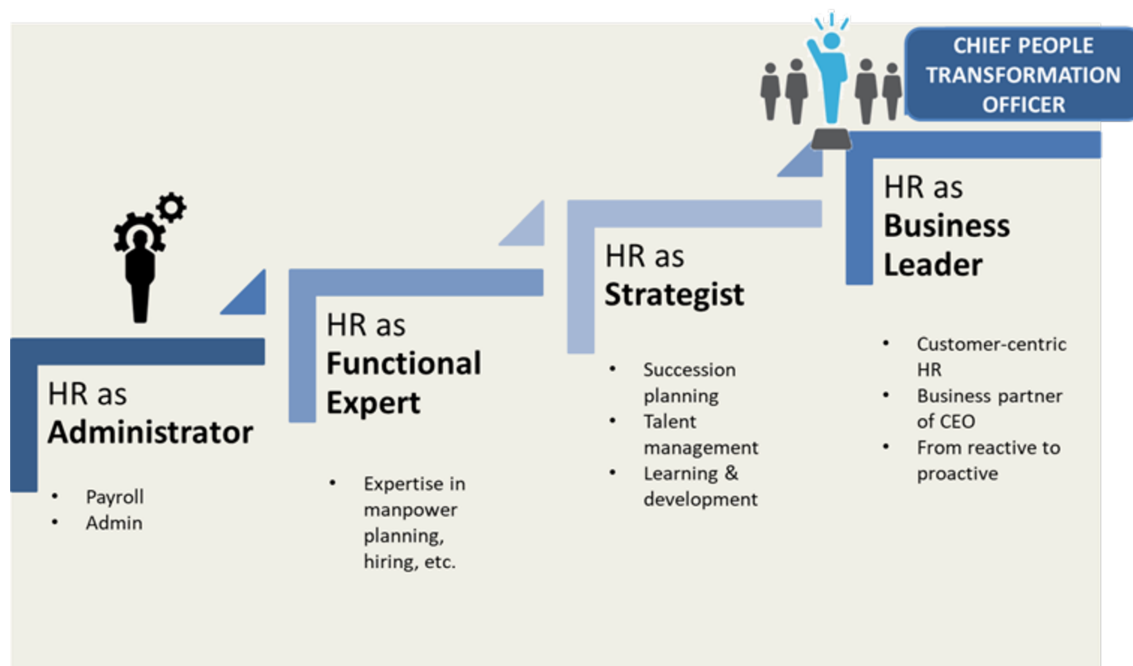 CHIEF PEOPLE
TRANSFORMATION
OFFICER
HR as
Administrator
• Payroll
• Admin
HR as
Functional
Expert
• Expertise in
manpower
planning,
hiring, etc.
HR as
Strategist
• Succession
planning
• Talent
management
• Learning &
development
HR as
Business
Leader
• Customer-centric
HR
• Business partner
of CEO
• From reactive to
proactive